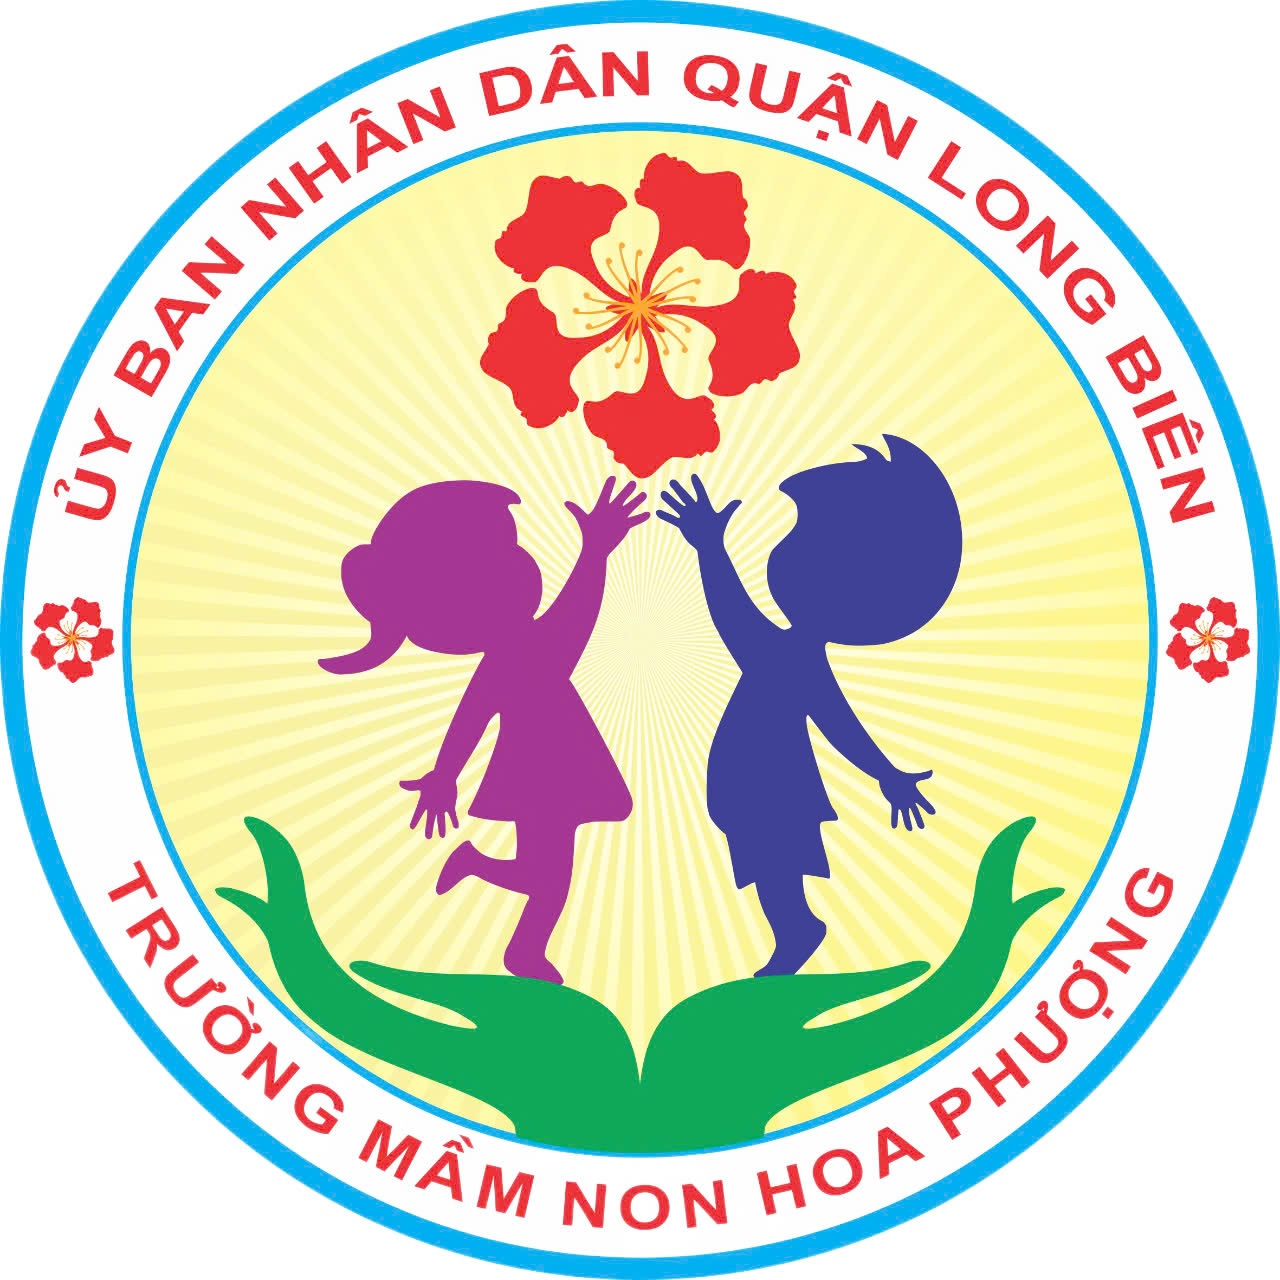 ỦY BAN NHÂN DÂN QUẬN LONG BIÊN
TRƯỜNG MẦM NON HOA PHƯỢNG